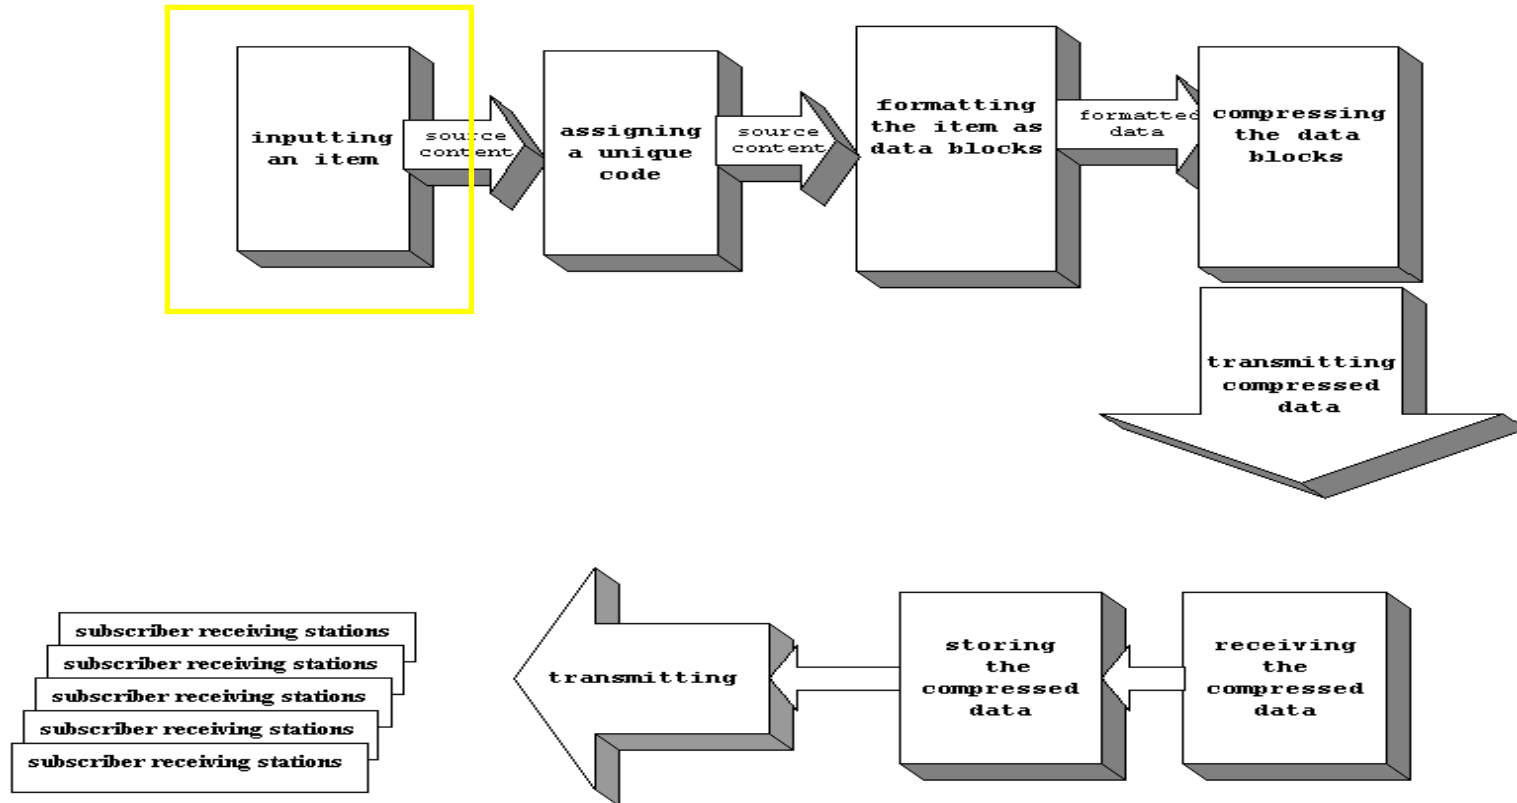 inputting
an item
source
content
assigning
a unique
code
source
content
formatting
the item as
data blocks
formatted
data
compressing
the data
blocks
transmitting
compressed
data
receiving
the
compressed
data
storing
the
compressed
data
transmitting
subscriber receiving stations
subscriber receiving stations
subscriber receiving stations
subscriber receiving stations
subscriber receiving stations